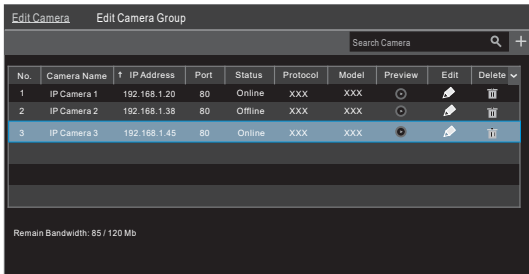 Edit Camera Edit Camera Group
Search Camera
No. Camera Name ↑ IP Address Port Status Protocol Model Preview Edit Delete
1 IP Camera 1 192.168.1.20 80 Online XXX XXX
2 IP Camera 2 192.168.1.38 80 Offline XXX XXX
3 IP Camera 3 192.168.1.45 80 Online XXX XXX
Remain Bandwidth: 85 / 120 Mb